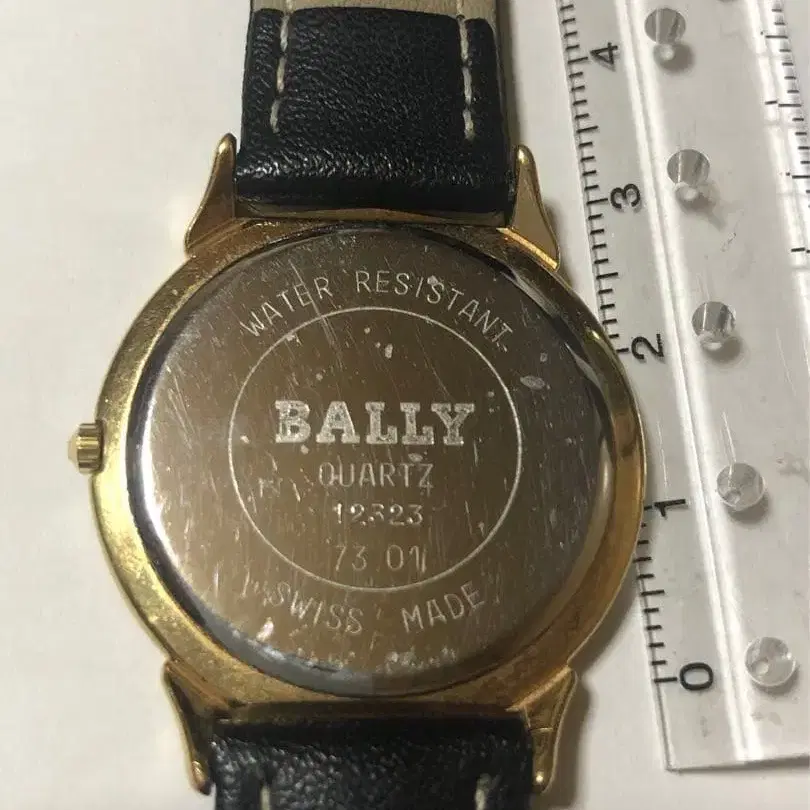 WATER RESISTANT
BALLY
QUARTZ
12323
73.01
SWISS MADE
4
3
2
1
0